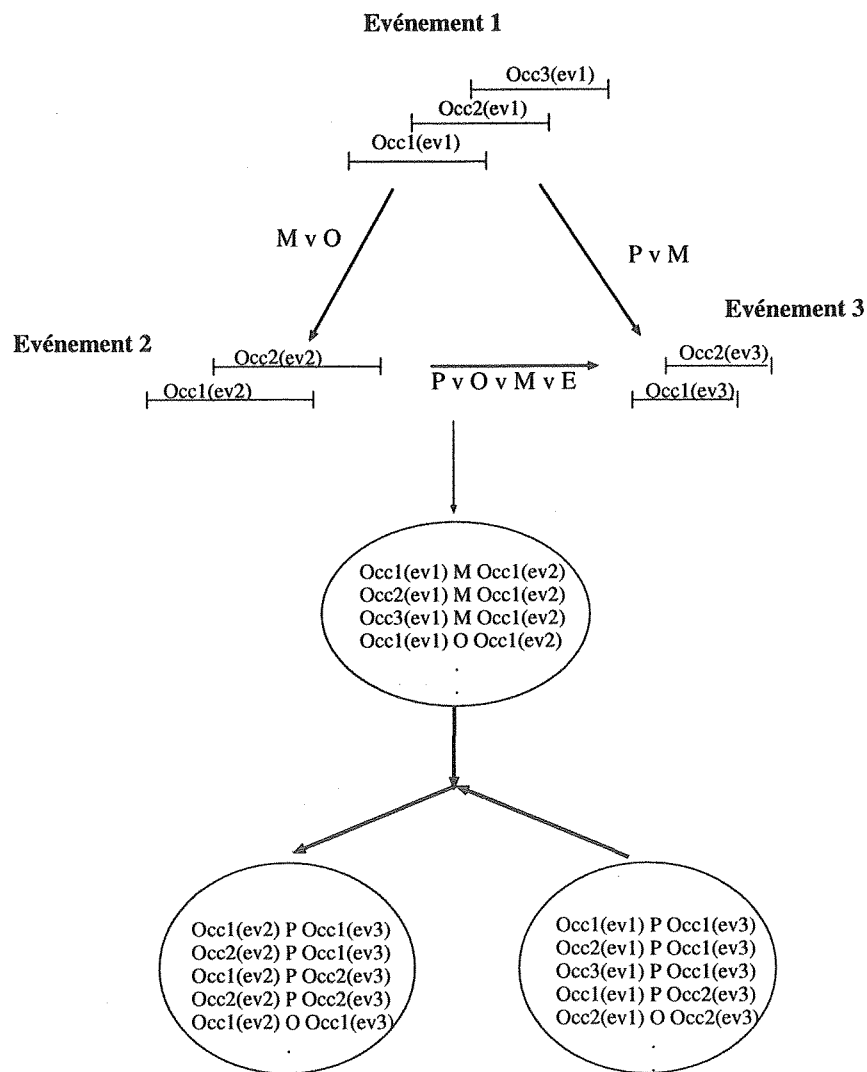 Evénement 1
Occ3(ev1)
Occ2(ev1)
Occ1(ev1)
M v O
P v M
Evénement 3
Evénement 2
Occ2(ev2)
Occ2(ev3)
P v O v M v E
Occ1(ev2)
Occ1(ev3)
Occ1(ev1) M Occ1(ev2)
Occ2(ev1) M Occ1(ev2)
Occ3(ev1) M Occ1(ev2)
Occ1(ev1) O Occ1(ev2)
.
.
Occ1(ev2) P Occ1(ev3)
Occ2(ev2) P Occ1(ev3)
Occ1(ev2) P Occ2(ev3)
Occ2(ev2) P Occ2(ev3)
Occ1(ev2) O Occ1(ev3)
.
Occ1(ev1) P Occ1(ev3)
Occ2(ev1) P Occ1(ev3)
Occ3(ev1) P Occ1(ev3)
Occ1(ev1) P Occ2(ev3)
Occ2(ev1) O Occ2(ev3)
.